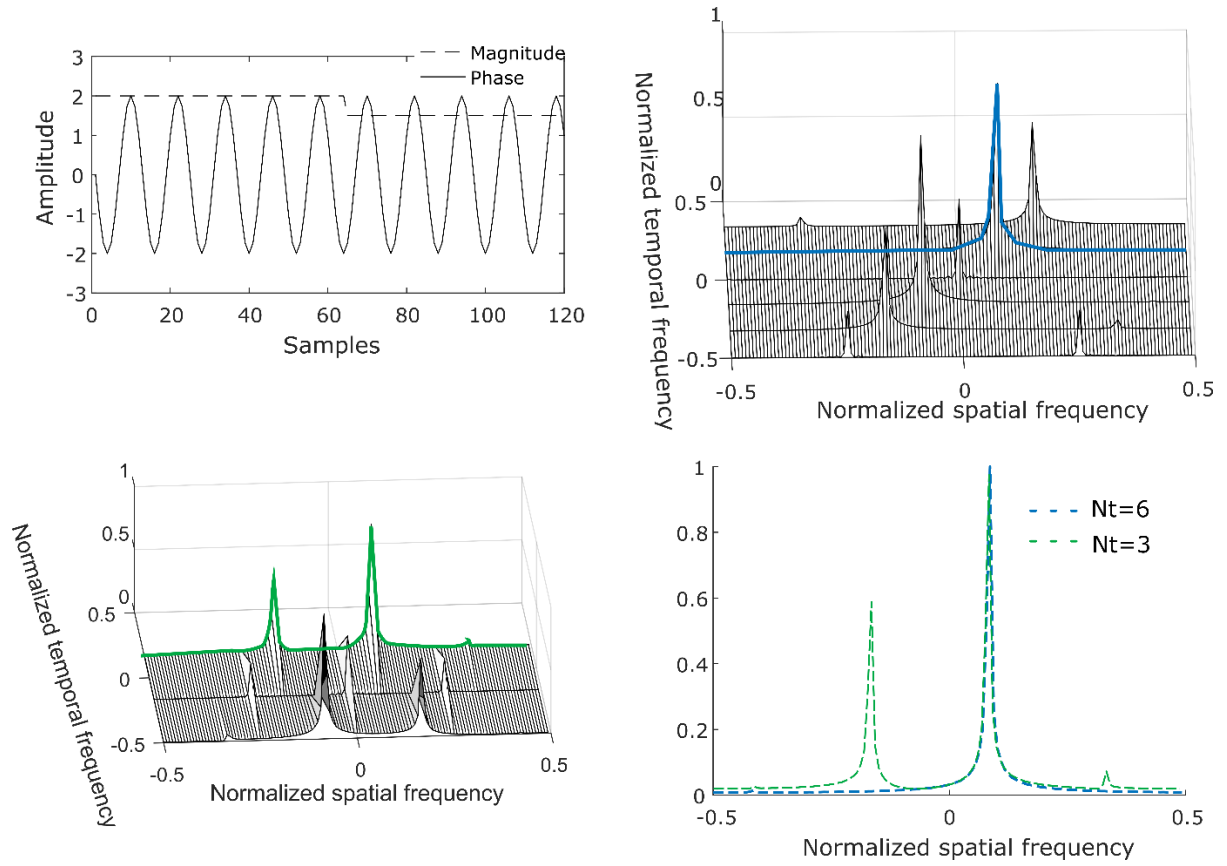 3
2
1
0
-1
-2
-3
Amplitude
Magnitude
Phase
0 20 40 60 80 100 120
Samples
1
0.5
0
0.5
0
-0.5
Normalized temporal frequency
-0.5 0 0.5
Normalized spatial frequency
1
0.5
0
0.5
0
-0.5
Normalized temporal frequency
-0.5 0 0.5
Normalized spatial frequency
1
0.8
0.6
0.4
0.2
0
Nt=6
Nt=3
-0.5 0 0.5
Normalized spatial frequency